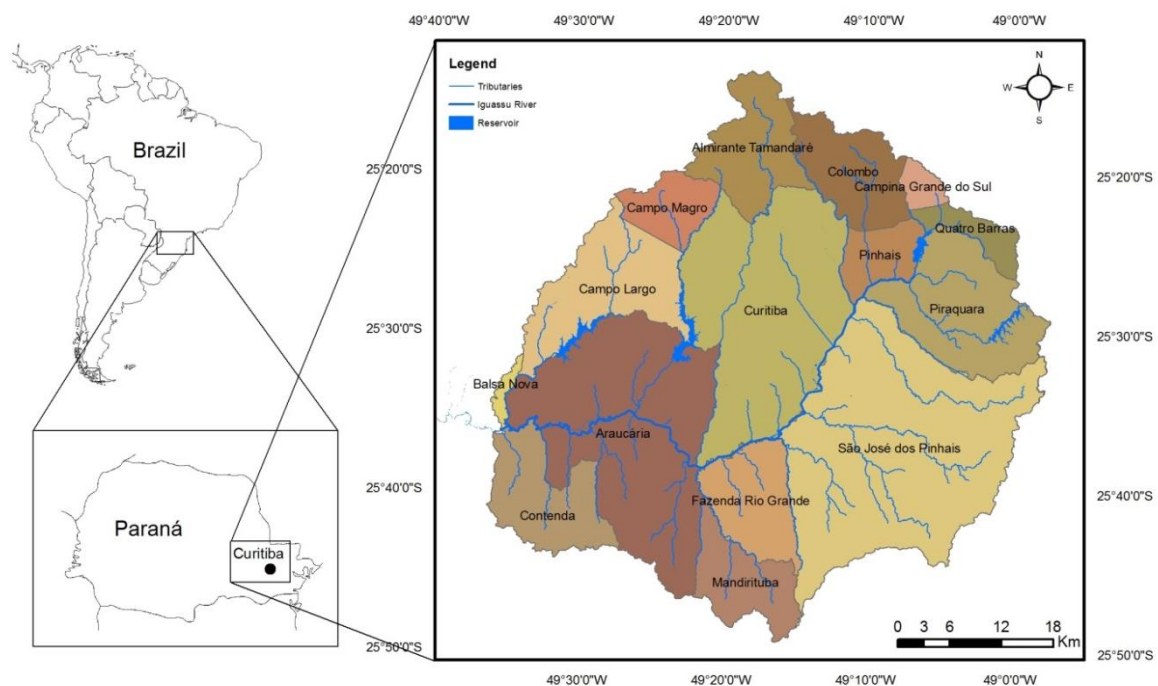 49°40'0"W 49°30'0"W 49°20'0"W 49°10'0"W 49°0'0"W
Legend
Tributaries
Iguassu River
Reservoir
N
W E
S
Brazil
25°20'0"S
25°30'0"S
25°40'0"S
25°50'0"S
Almirante Tamandaré
Colombo
Campina Grande do Sul
Campo Magro
Quatro Barras
Pinhais
Campo Largo
Curitiba
Piraquara
Balsa Nova
Araucária
São José dos Pinhais
Fazenda Rio Grande
Contenda
Mandirituba
25°20'0"S
25°30'0"S
25°40'0"S
25°50'0"S
Paraná
Curitiba
0 3 6 12 18
Km
49°30'0"W 49°20'0"W 49°10'0"W 49°0'0"W